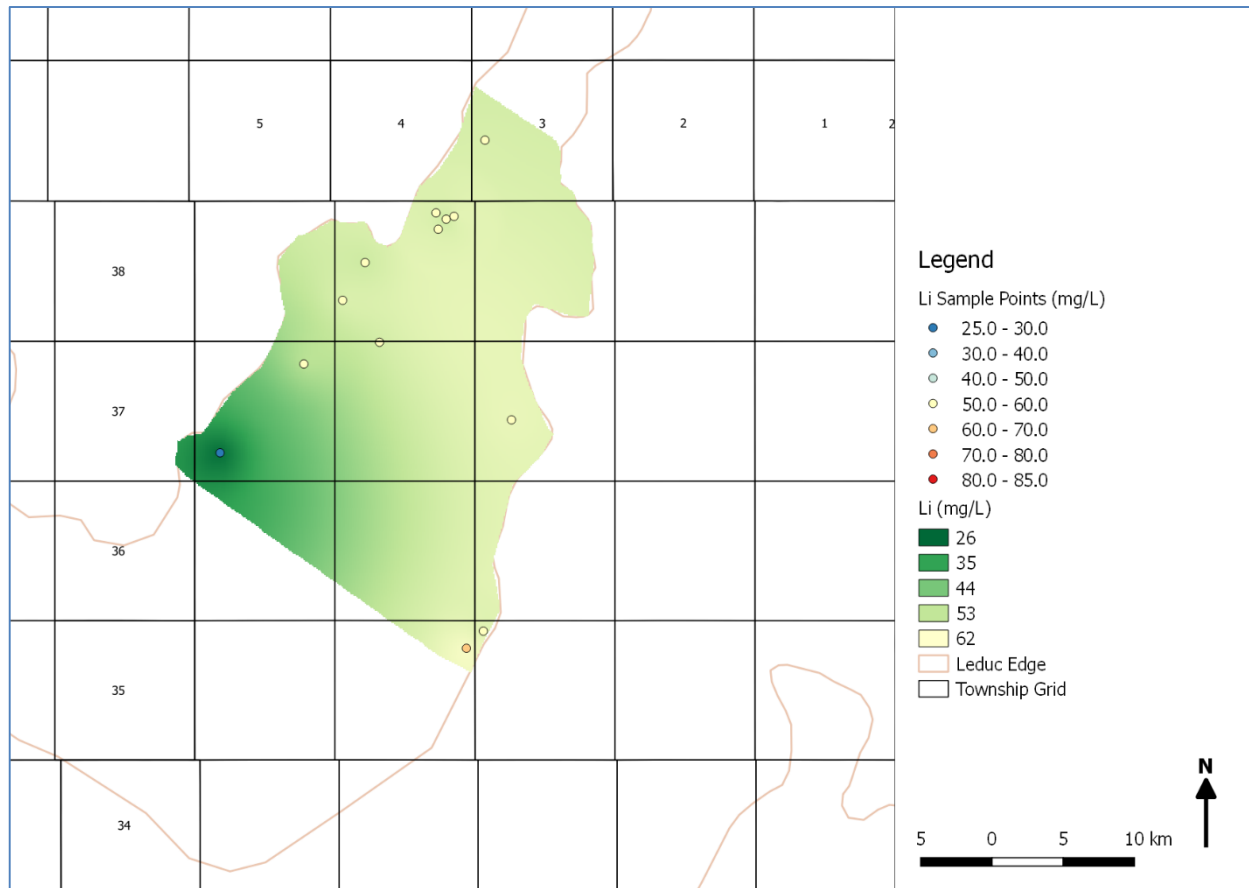 5 4 3 2 1 2
38
37
36
35
34
Legend
Li Sample Points (mg/L)
25.0 - 30.0
30.0 - 40.0
40.0 - 50.0
50.0 - 60.0
60.0 - 70.0
70.0 - 80.0
80.0 - 85.0
Li (mg/L)
26
35
44
53
62
Leduc Edge
Township Grid
N
5 0 5 10 km